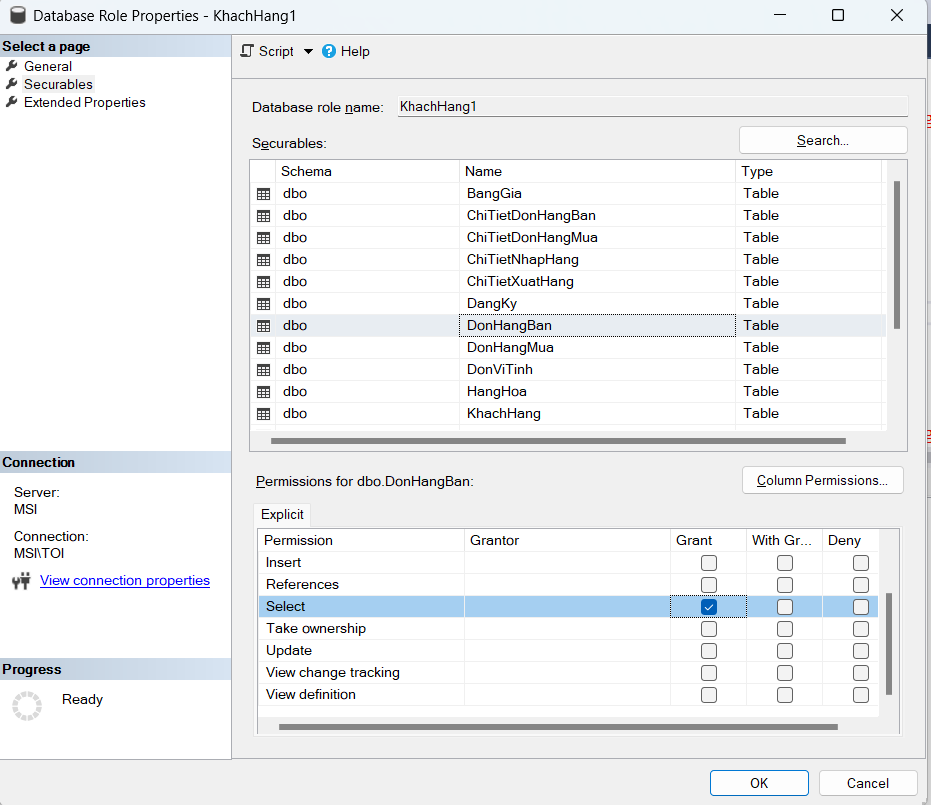 Database Role Properties - KhachHang1
Select a page
General
Securables
Extended Properties
Script
Help
Database role name: KhachHang1
Securables:
Search...
Schema Name Type
dbo BangGia Table
dbo ChiTietDonHangBan Table
dbo ChiTietDonHangMua Table
dbo ChiTietNhapHang Table
dbo ChiTietXuatHang Table
dbo DangKy Table
dbo DonHangBan Table
dbo DonHangMua Table
dbo DonViTinh Table
dbo HangHoa Table
dbo KhachHang Table
Connection
Server:
MSI
Connection:
MSI\TOI
View connection properties
Permissions for dbo.DonHangBan:
Column Permissions...
Explicit
Permission Grantor Grant With Gr... Deny
Insert
References
Select
Take ownership
Update
View change tracking
View definition
Progress
Ready
OK
Cancel